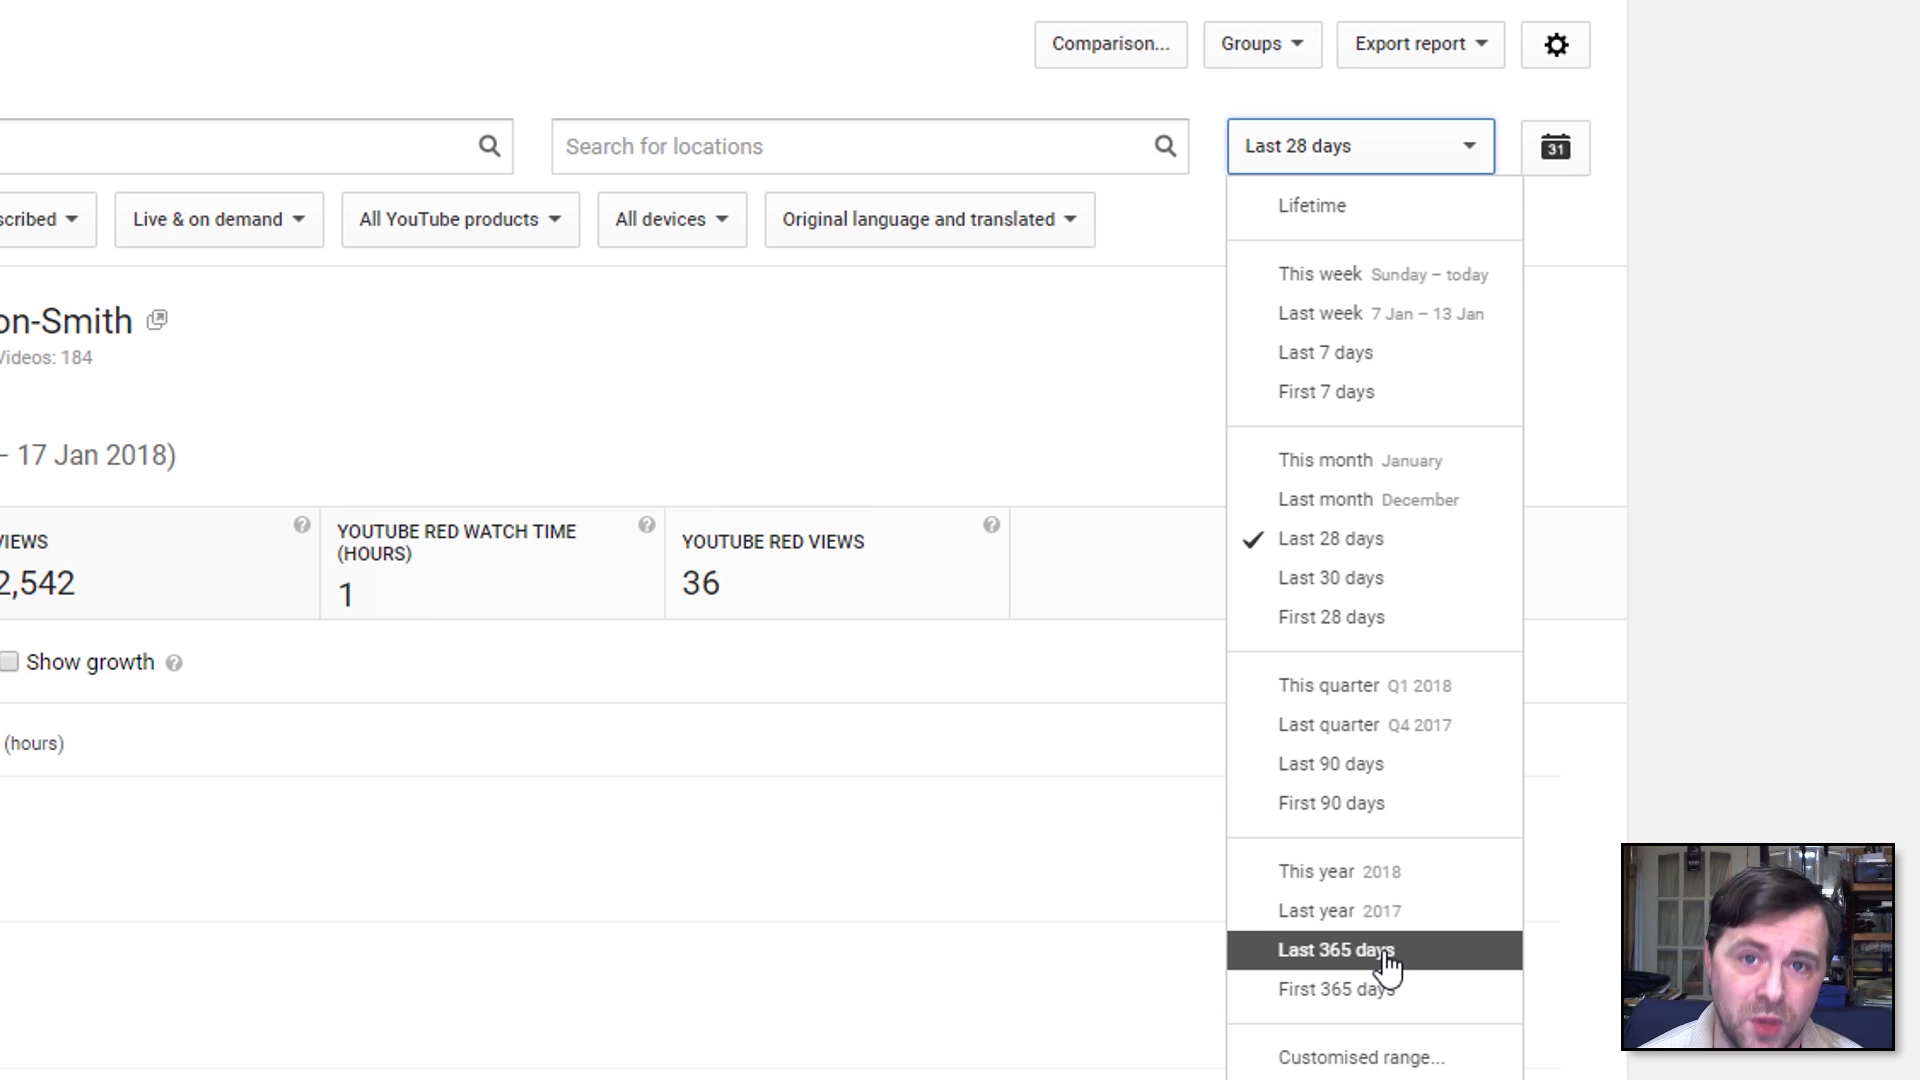 Comparison... Groups Export report
Search for locations Last 28 days 31
scribed Live & on demand All YouTube products All devices Original language and translated
on-Smith
Videos: 184
– 17 Jan 2018)
VIEWS
2,542
YOUTUBE RED WATCH TIME
(HOURS)
1
YOUTUBE RED VIEWS
36
Show growth
(hours)
Lifetime
This week Sunday – today
Last week 7 Jan – 13 Jan
Last 7 days
First 7 days
This month January
Last month December
Last 28 days
Last 30 days
First 28 days
This quarter Q1 2018
Last quarter Q4 2017
Last 90 days
First 90 days
This year 2018
Last year 2017
Last 365 days
First 365 days
Customised range...